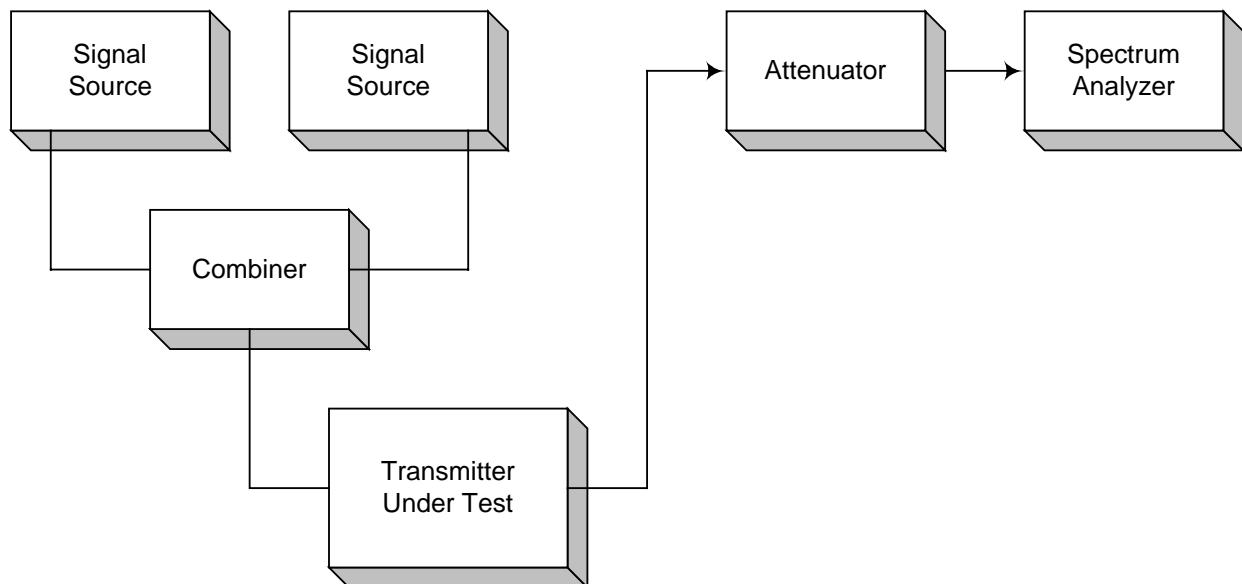 Signal
Source
Signal
Source
Attenuator
Spectrum
Analyzer
Combiner
Transmitter
Under Test